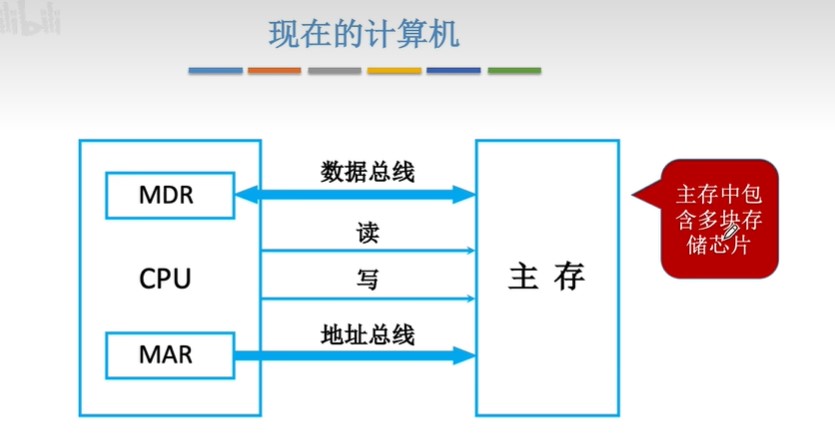 bilibili
现在的计算机
MDR
CPU
MAR
数据总线
读
写
地址总线
主存
主存中包
含多块存
储芯片